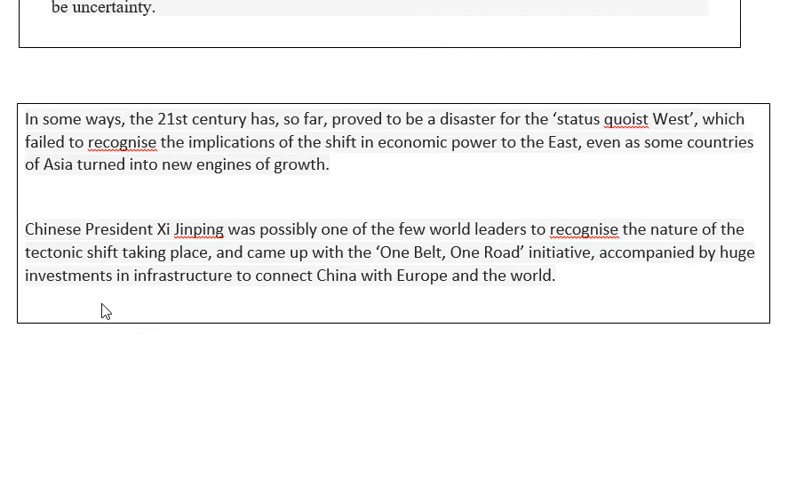 be uncertainty.
In some ways, the 21st century has, so far, proved to be a disaster for the ‘status quoist West’, which
failed to recognise the implications of the shift in economic power to the East, even as some countries
of Asia turned into new engines of growth.
Chinese President Xi Jinping was possibly one of the few world leaders to recognise the nature of the
tectonic shift taking place, and came up with the ‘One Belt, One Road’ initiative, accompanied by huge
investments in infrastructure to connect China with Europe and the world.